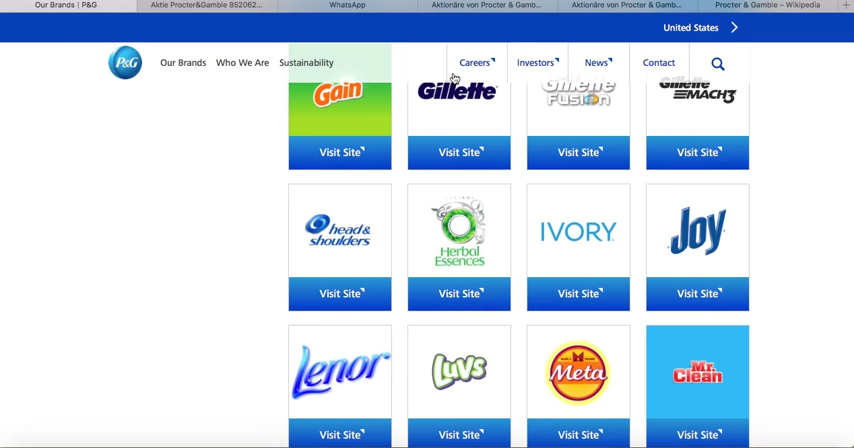 Our Brands | P&G
Aktie Procter&Gamble 852062...
WhatsApp
Aktionäre von Procter & Gamb...
Aktionäre von Procter & Gamb...
Procter & Gamble – Wikipedia
United States
P&G
Our Brands
Who We Are
Sustainability
Careers
Investors
News
Contact
Gain
Gillette
Gillette
FUSION
Gillette
MACH3
Visit Site
Visit Site
Visit Site
Visit Site
head&
shoulders
Herbal
Essences
IVORY
Joy
Visit Site
Visit Site
Visit Site
Visit Site
Lenor
Luvs
Meta
Mr.
Clean
Visit Site
Visit Site
Visit Site
Visit Site